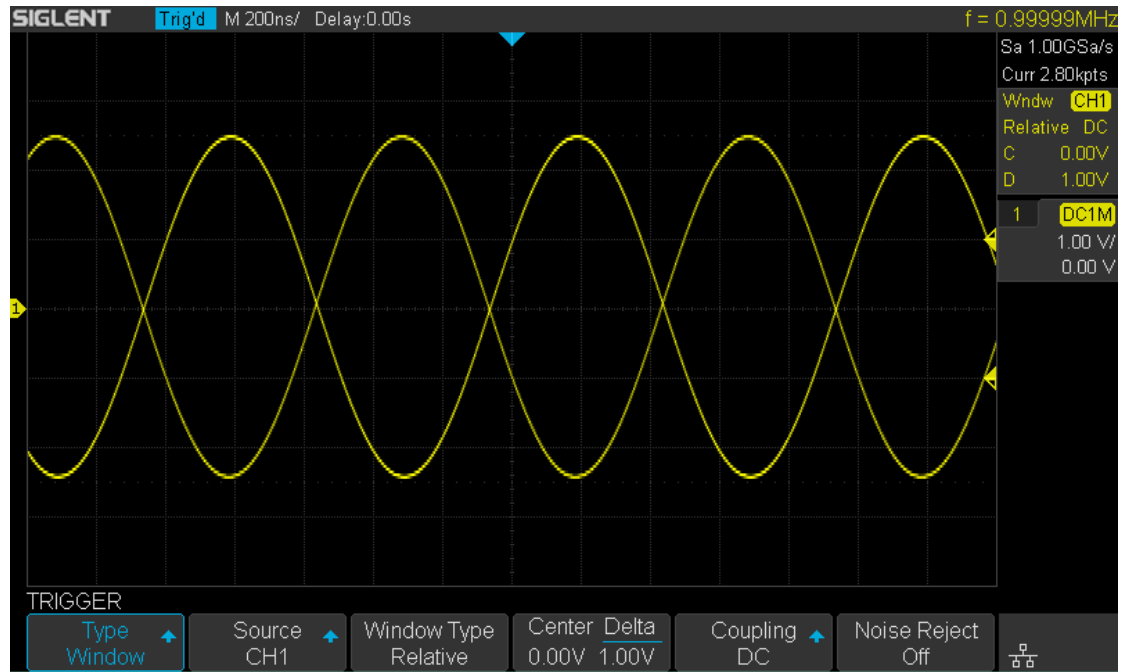 SIGLENT Trig'd M 200ns/ Delay:0.00s f = 0.99999MHz
Sa 1.00GSa/s
Curr 2.80kpts
Wndw CH1
Relative DC
C 0.00V
D 1.00V
1 DC1M
1.00 V/
0.00 V
1
TRIGGER
Type Source Window Type Center Delta Coupling Noise Reject
Window CH1 Relative 0.00V 1.00V DC Off